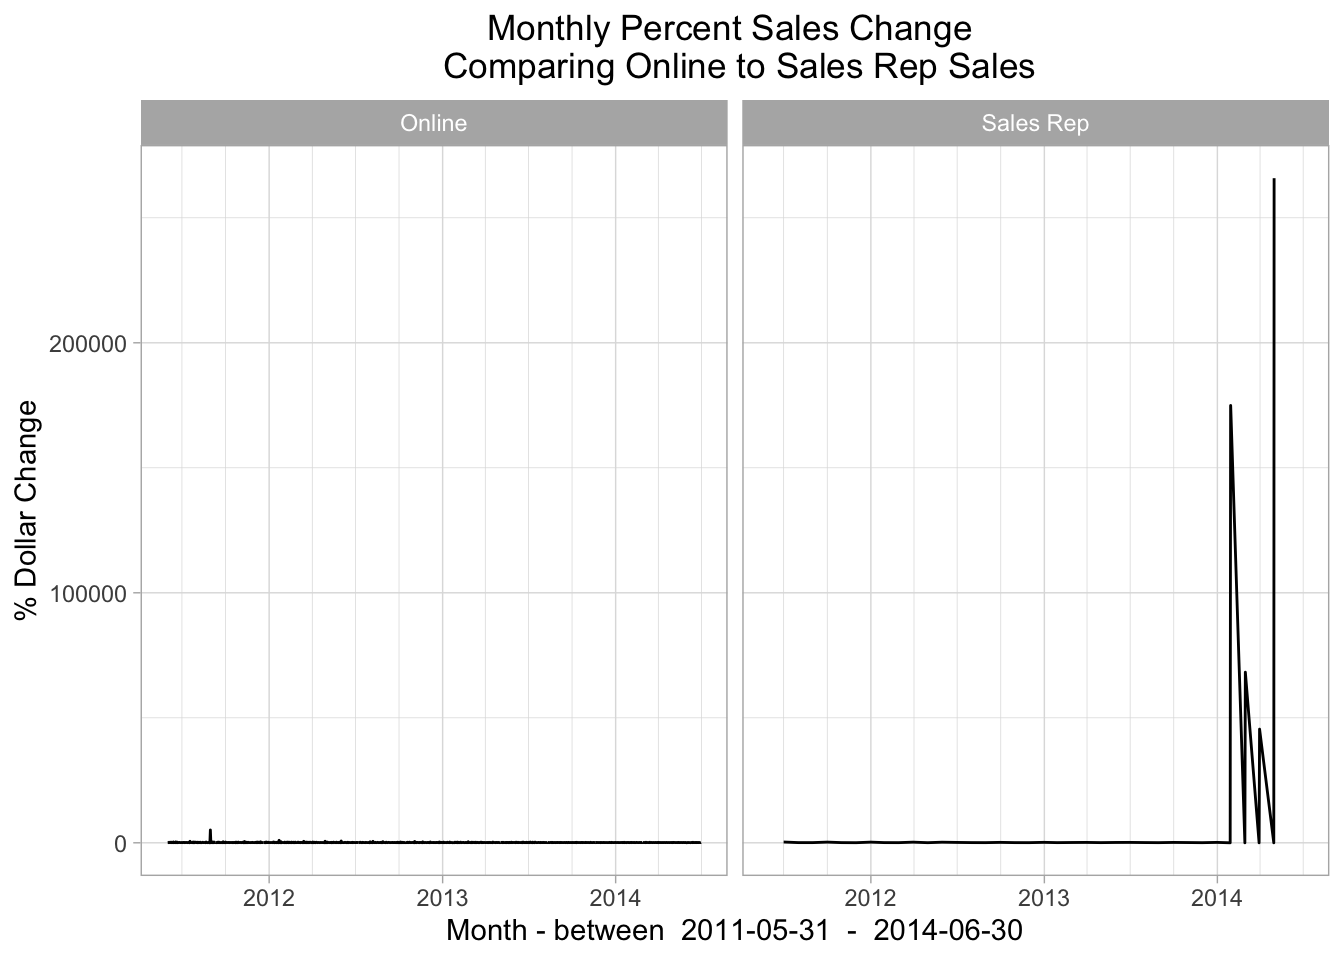 Monthly Percent Sales Change
Comparing Online to Sales Rep Sales
Online
Sales Rep
% Dollar Change
200000
100000
0
2012
2013
2014
2012
2013
2014
Month - between  2011-05-31  -  2014-06-30